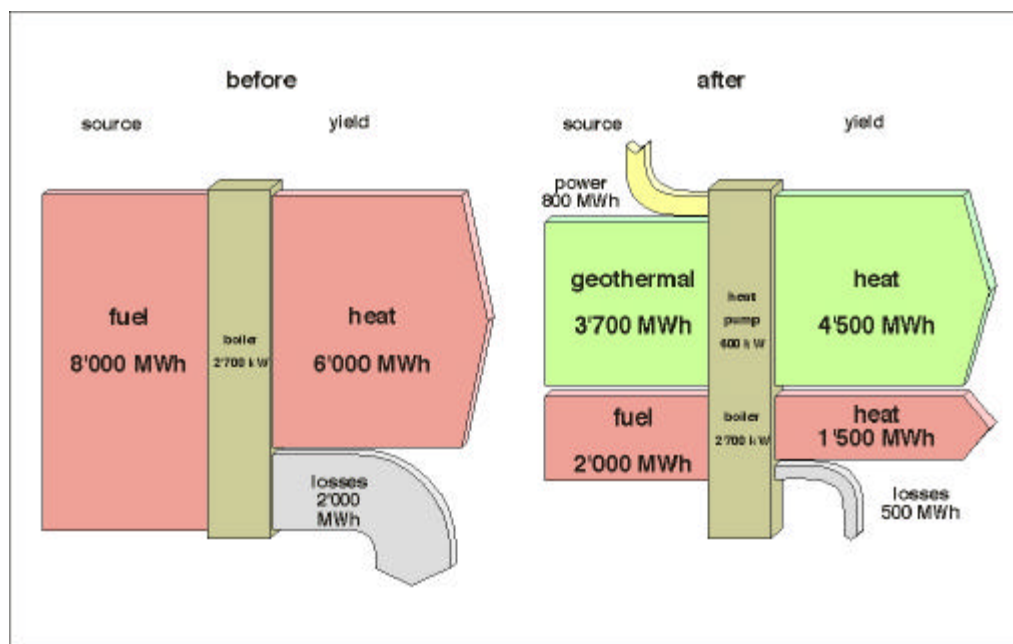 before
source
yield
fuel
8'000 MWh
boiler
2'700 kW
heat
6'000 MWh
losses
2'000
MWh
after
source
yield
power
800 MWh
geothermal
3'700 MWh
heat
pump
600 kW
heat
4'500 MWh
fuel
2'000 MWh
boiler
2'700 kW
heat
1'500 MWh
losses
500 MWh